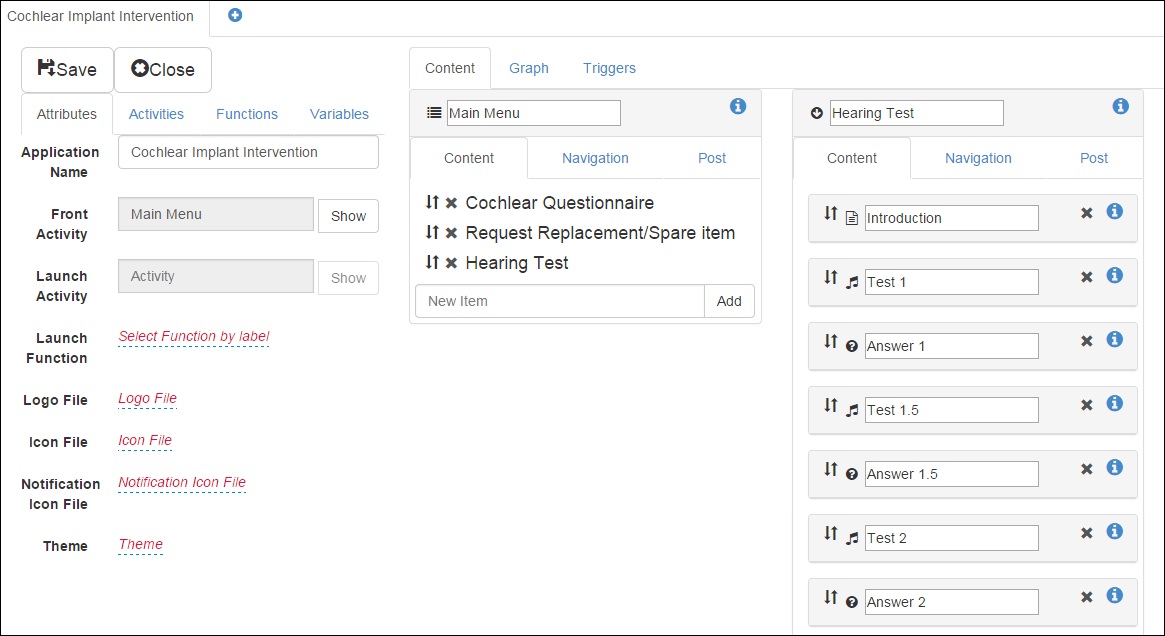 Cochlear Implant Intervention
Save
Close
Attributes
Activities
Functions
Variables
Application
Name
Cochlear Implant Intervention
Front
Activity
Main Menu
Show
Launch
Activity
Activity
Show
Launch
Function
Select Function by label
Logo File
Logo File
Icon File
Icon File
Notification
Icon File
Notification Icon File
Theme
Theme
Content
Graph
Triggers
Main Menu
Content
Navigation
Post
Cochlear Questionnaire
Request Replacement/Spare item
Hearing Test
New Item
Add
Hearing Test
Content
Navigation
Post
Introduction
Test 1
Answer 1
Test 1.5
Answer 1.5
Test 2
Answer 2